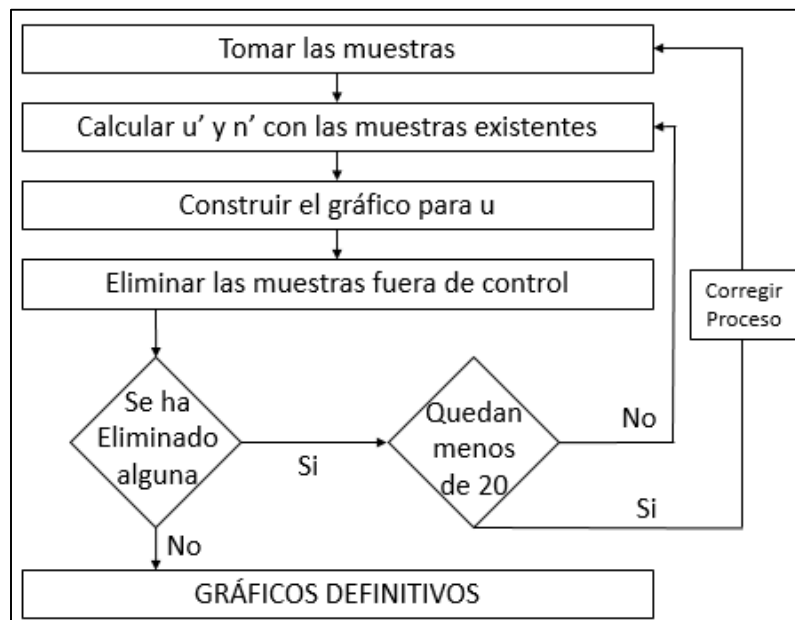 Tomar las muestras
Calcular u’ y n’ con las muestras existentes
Construir el gráfico para u
Eliminar las muestras fuera de control
Corregir
Proceso
Se ha
Eliminado
alguna
Si
Quedan
menos
de 20
No
Si
No
GRÁFICOS DEFINITIVOS